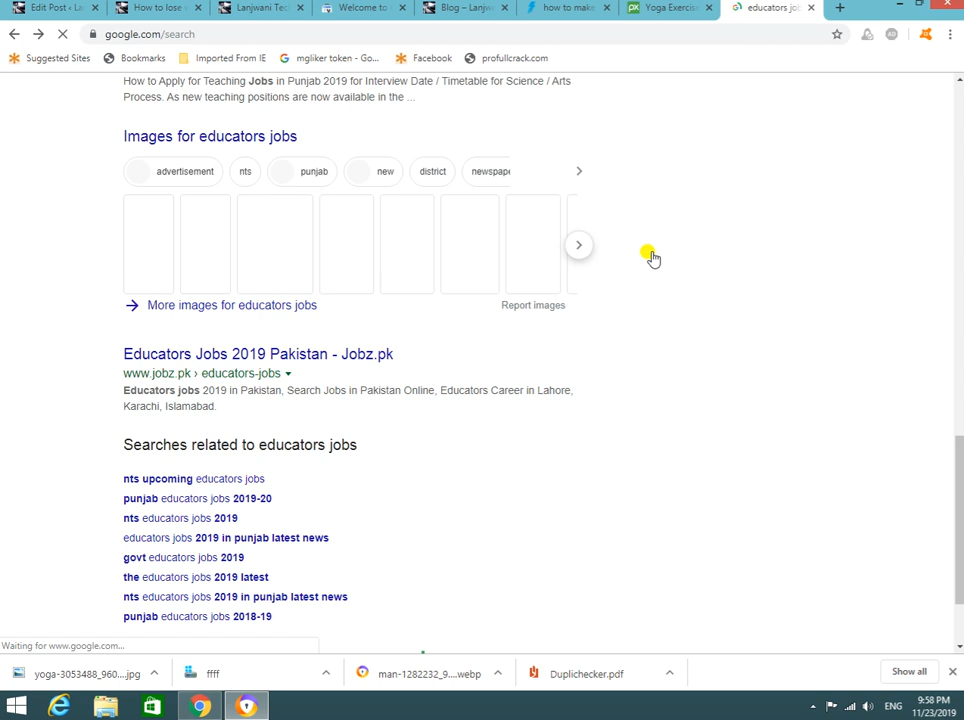 Edit Post ‹ L
How to lose
Lanjwani Tec
Welcome to
Blog – Lanjw
how to make
Yoga Exercise
educators jo
google.com/search
Suggested Sites
Bookmarks
Imported From IE
mgliker token - Go...
Facebook
profullcrack.com
How to Apply for Teaching Jobs in Punjab 2019 for Interview Date / Timetable for Science / Arts
Process. As new teaching positions are now available in the ...
Images for educators jobs
advertisement
nts
punjab
new
district
newspape
More images for educators jobs
Report images
Educators Jobs 2019 Pakistan - Jobz.pk
www.jobz.pk › educators-jobs
Educators jobs 2019 in Pakistan, Search Jobs in Pakistan Online, Educators Career in Lahore,
Karachi, Islamabad.
Searches related to educators jobs
nts upcoming educators jobs
punjab educators jobs 2019-20
nts educators jobs 2019
educators jobs 2019 in punjab latest news
govt educators jobs 2019
the educators jobs 2019 latest
nts educators jobs 2019 in punjab latest news
punjab educators jobs 2018-19
Waiting for www.google.com...
yoga-3053488_960....jpg
ffff
man-1282232_9....webp
Duplichecker.pdf
Show all
ENG
9:58 PM
11/23/2019